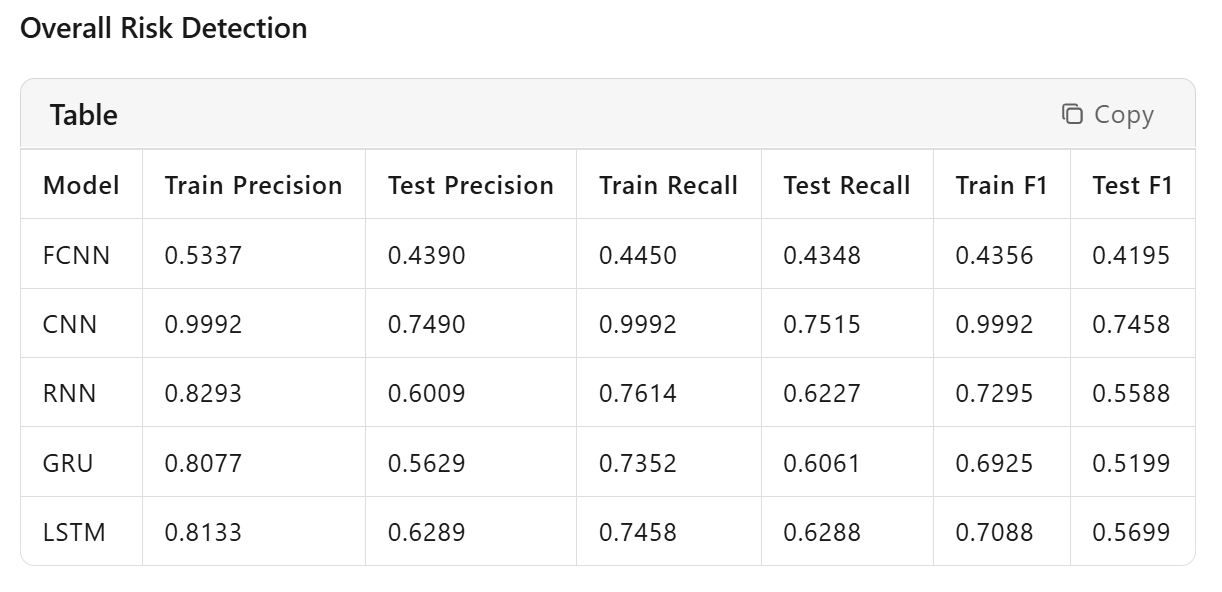 Overall Risk Detection
Table Copy
Model Train Precision Test Precision Train Recall Test Recall Train F1 Test F1
FCNN 0.5337 0.4390 0.4450 0.4348 0.4356 0.4195
CNN 0.9992 0.7490 0.9992 0.7515 0.9992 0.7458
RNN 0.8293 0.6009 0.7614 0.6227 0.7295 0.5588
GRU 0.8077 0.5629 0.7352 0.6061 0.6925 0.5199
LSTM 0.8133 0.6289 0.7458 0.6288 0.7088 0.5699